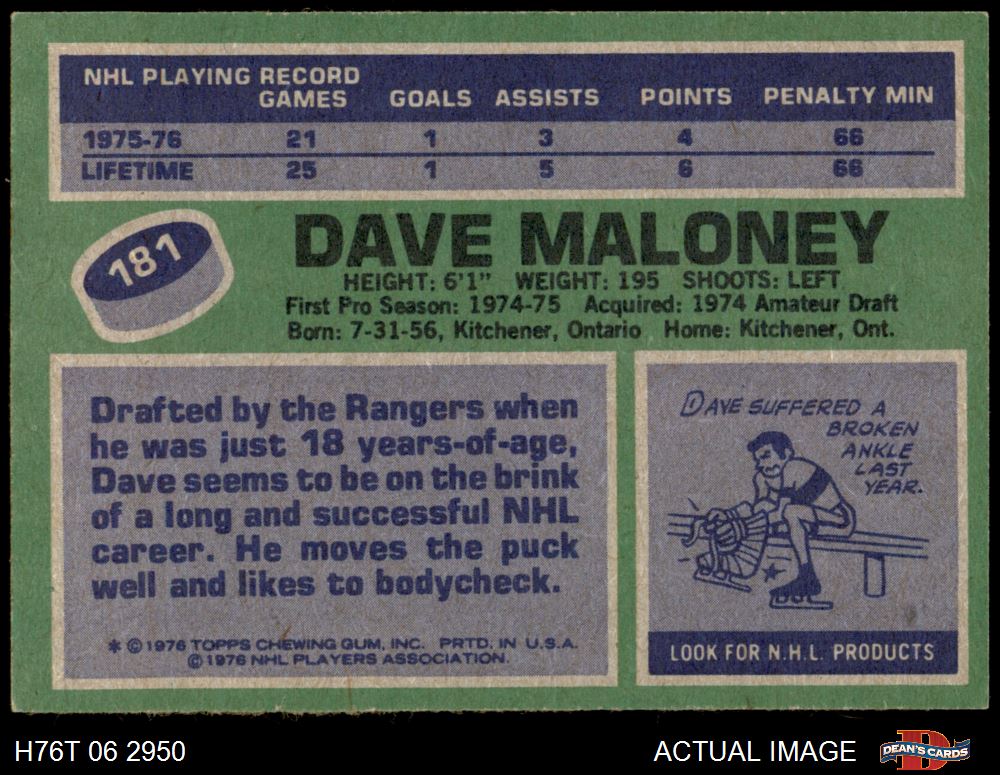 NHL PLAYING RECORD
GAMES GOALS ASSISTS POINTS PENALTY MIN
1975-76 21 1 3 4 66
LIFETIME 25 1 5 6 66
181
DAVE MALONEY
HEIGHT: 6'1" WEIGHT: 195 SHOOTS: LEFT
First Pro Season: 1974-75 Acquired: 1974 Amateur Draft
Born: 7-31-56, Kitchener, Ontario Home: Kitchener, Ont.
Drafted by the Rangers when
he was just 18 years-of-age,
Dave seems to be on the brink
of a long and successful NHL
career. He moves the puck
well and likes to bodycheck.
* © 1976 TOPPS CHEWING GUM, INC. PRTD. IN U.S.A.
© 1976 NHL PLAYERS ASSOCIATION.
DAVE SUFFERED A
BROKEN
ANKLE
LAST
YEAR.
LOOK FOR N.H.L. PRODUCTS
H76T 06 2950
ACTUAL IMAGE
D
DEAN'S CARDS